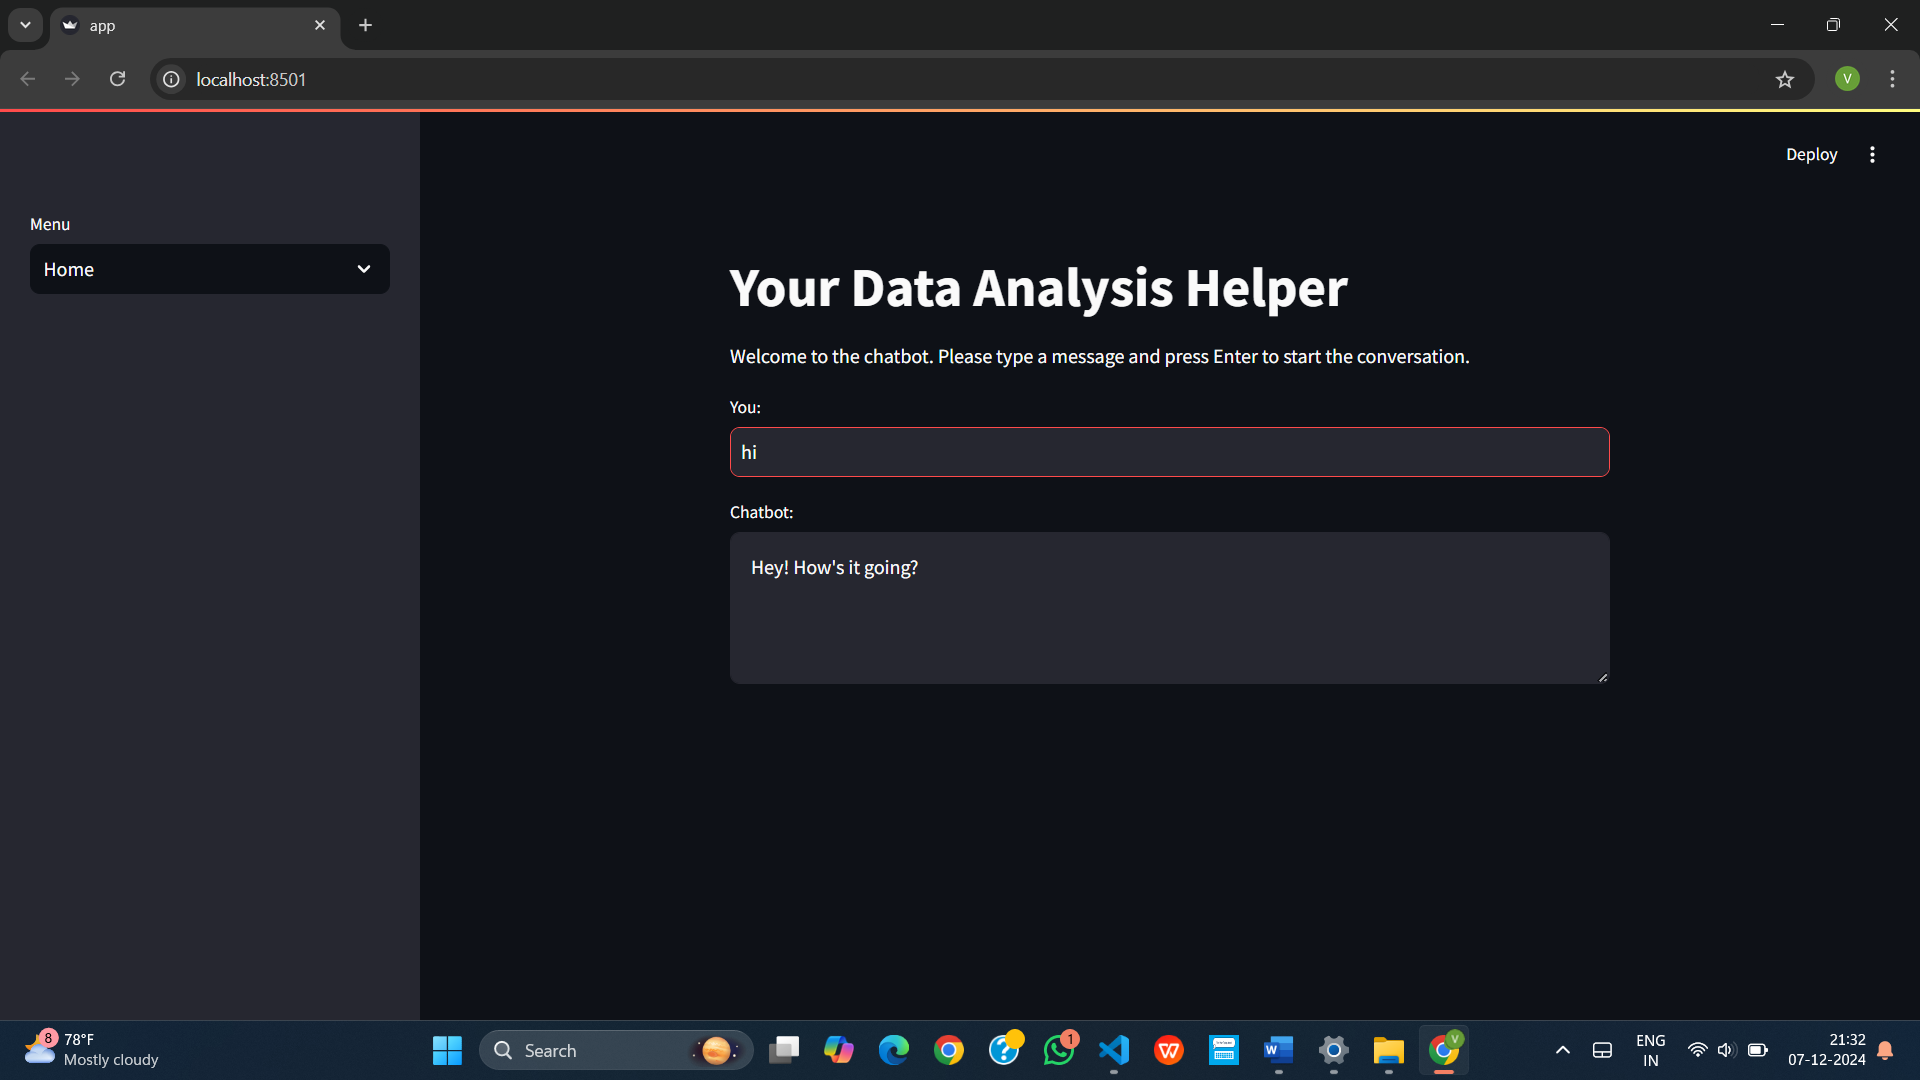 app
localhost:8501
Deploy
Menu
Home
Your Data Analysis Helper
Welcome to the chatbot. Please type a message and press Enter to start the conversation.
You:
hi
Chatbot:
Hey! How's it going?
8
78°F
Mostly cloudy
Search
1
W
W
V
ENG
IN
21:32
07-12-2024
V